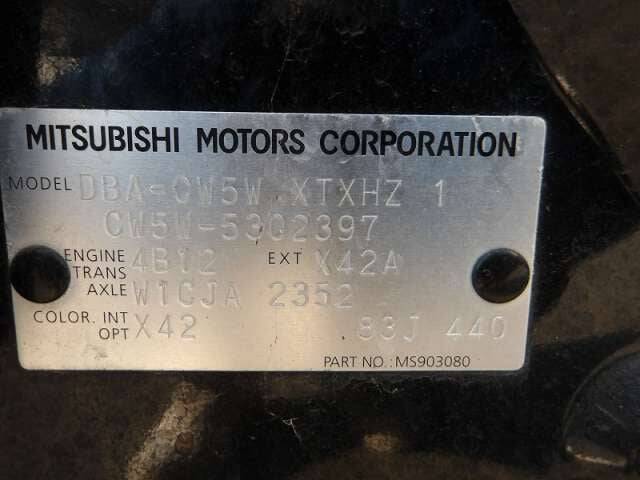 MITSUBISHI MOTORS CORPORATION
MODEL DBA-CW5W XTXHZ 1
CW5W-5302397
ENGINE 4B12 EXT X42A
TRANS
AXLE W1CJA 2352
COLOR. INT X42 83J 440
OPT
PART NO.: MS903080